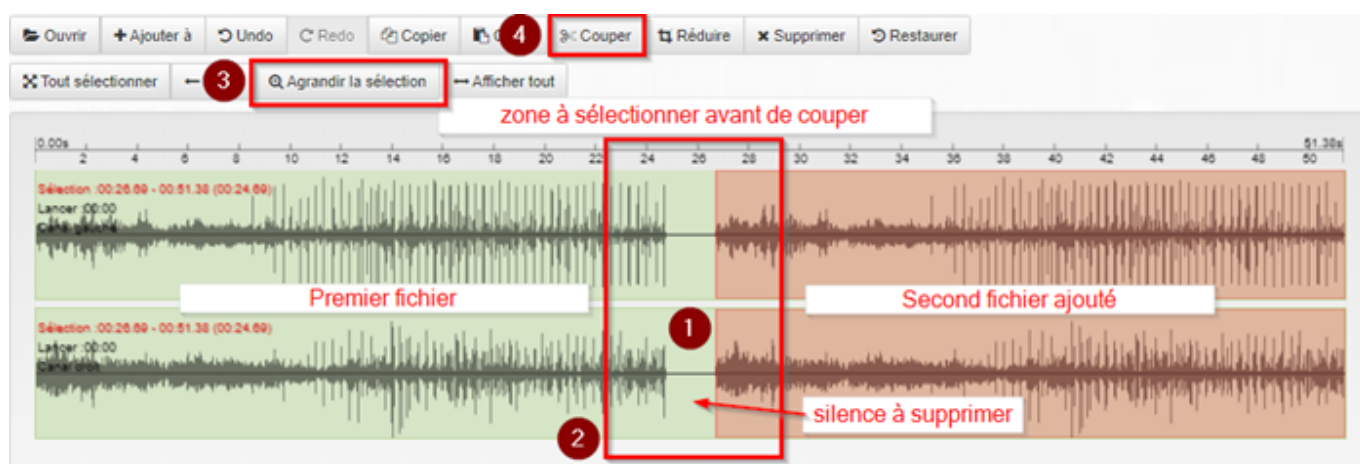 Ouvrir Ajouter à Undo Redo Copier 4 Couper Réduire Supprimer Restaurer
Tout sélectionner 3 Agrandir la sélection Afficher tout
zone à sélectionner avant de couper
0.00s 51.38s
2 4 6 8 10 12 14 16 18 20 22 24 26 28 30 32 34 36 38 40 42 44 46 48 50
Sélection :00:26.69 - 00:51.38 (00:24.69)
Lancer :00:00
Canal gauche
Premier fichier Second fichier ajouté
1
Sélection :00:26.69 - 00:51.38 (00:24.69)
Lancer :00:00
Canal droit
silence à supprimer
2